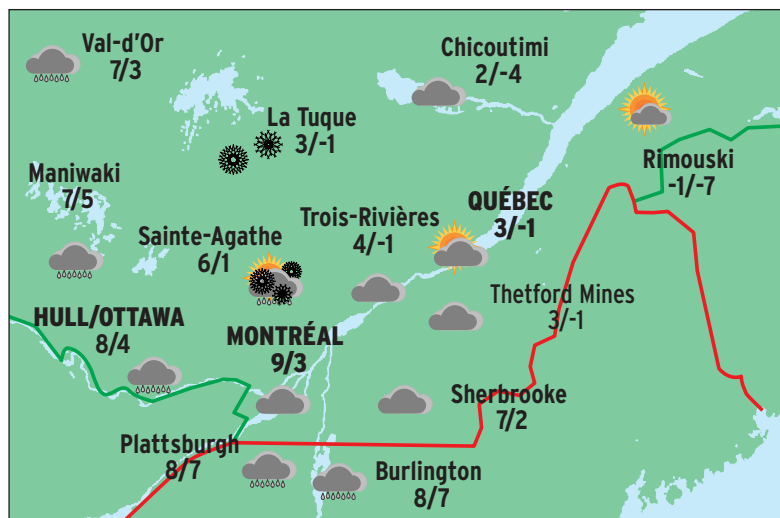 Val-d'Or
7/3
Chicoutimi
2/-4
La Tuque
3/-1
Rimouski
-1/-7
Maniwaki
7/5
QUÉBEC
3/-1
Trois-Rivières
4/-1
Sainte-Agathe
6/1
Thetford Mines
3/-1
HULL/OTTAWA
8/4
MONTRÉAL
9/3
Sherbrooke
7/2
Plattsburgh
8/7
Burlington
8/7